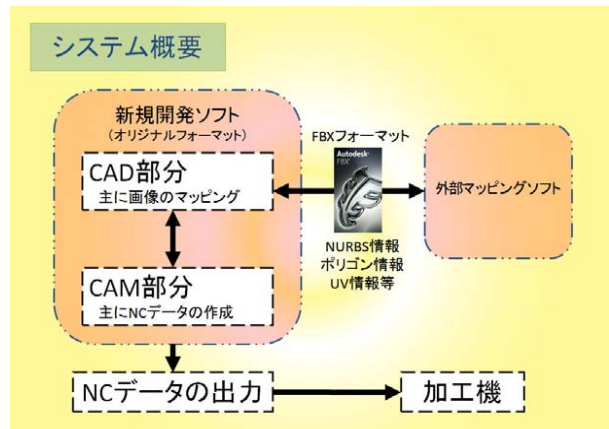 システム概要
新規開発ソフト
（オリジナルフォーマット）
CAD部分
主に画像のマッピング
CAM部分
主にNCデータの作成
FBXフォーマット
Autodesk®
FBX®
NURBS情報
ポリゴン情報
UV情報等
外部マッピングソフト
NCデータの出力
加工機